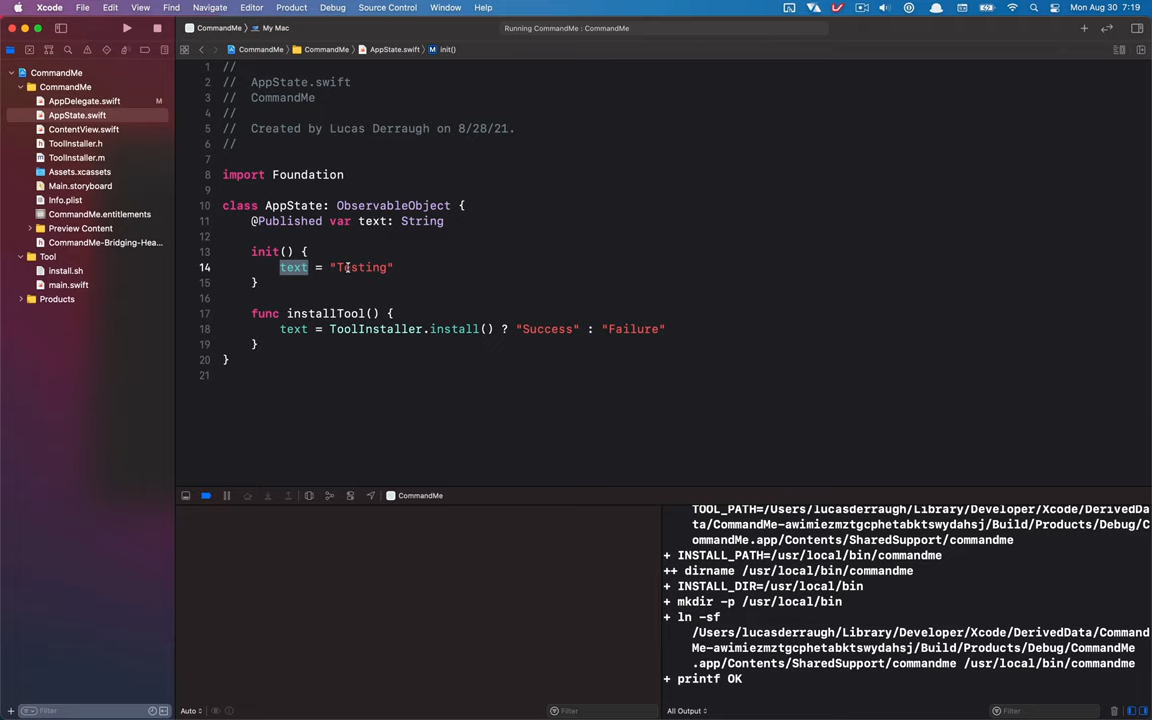 Xcode File Edit View Find Navigate Editor Product Debug Source Control Window Help Mon Aug 30 7:19
CommandMe My Mac Running CommandMe : CommandMe
CommandMe CommandMe AppState.swift M init()
CommandMe
CommandMe
AppDelegate.swift M
AppState.swift
ContentView.swift
ToolInstaller.h
ToolInstaller.m
Assets.xcassets
Main.storyboard
Info.plist
CommandMe.entitlements
Preview Content
CommandMe-Bridging-Hea...
Tool
install.sh
main.swift
Products
Filter
1 //
2 // AppState.swift
3 // CommandMe
4 //
5 // Created by Lucas Derraugh on 8/28/21.
6 //
7
8 import Foundation
9
10 class AppState: ObservableObject {
11 @Published var text: String
12
13 init() {
14 text = "Testing"
15 }
16
17 func installTool() {
18 text = ToolInstaller.install() ? "Success" : "Failure"
19 }
20 }
21
CommandMe
TOOL_PATH=/Users/lucasderraugh/Library/Developer/Xcode/DerivedDa
ta/CommandMe-awimiezmztgcphetabktswydahsj/Build/Products/Debug/C
ommandMe.app/Contents/SharedSupport/commandme
+ INSTALL_PATH=/usr/local/bin/commandme
++ dirname /usr/local/bin/commandme
+ INSTALL_DIR=/usr/local/bin
+ mkdir -p /usr/local/bin
+ ln -sf
/Users/lucasderraugh/Library/Developer/Xcode/DerivedData/Command
Me-awimiezmztgcphetabktswydahsj/Build/Products/Debug/CommandMe
.app/Contents/SharedSupport/commandme /usr/local/bin/commandme
+ printf OK
Auto Filter All Output Filter